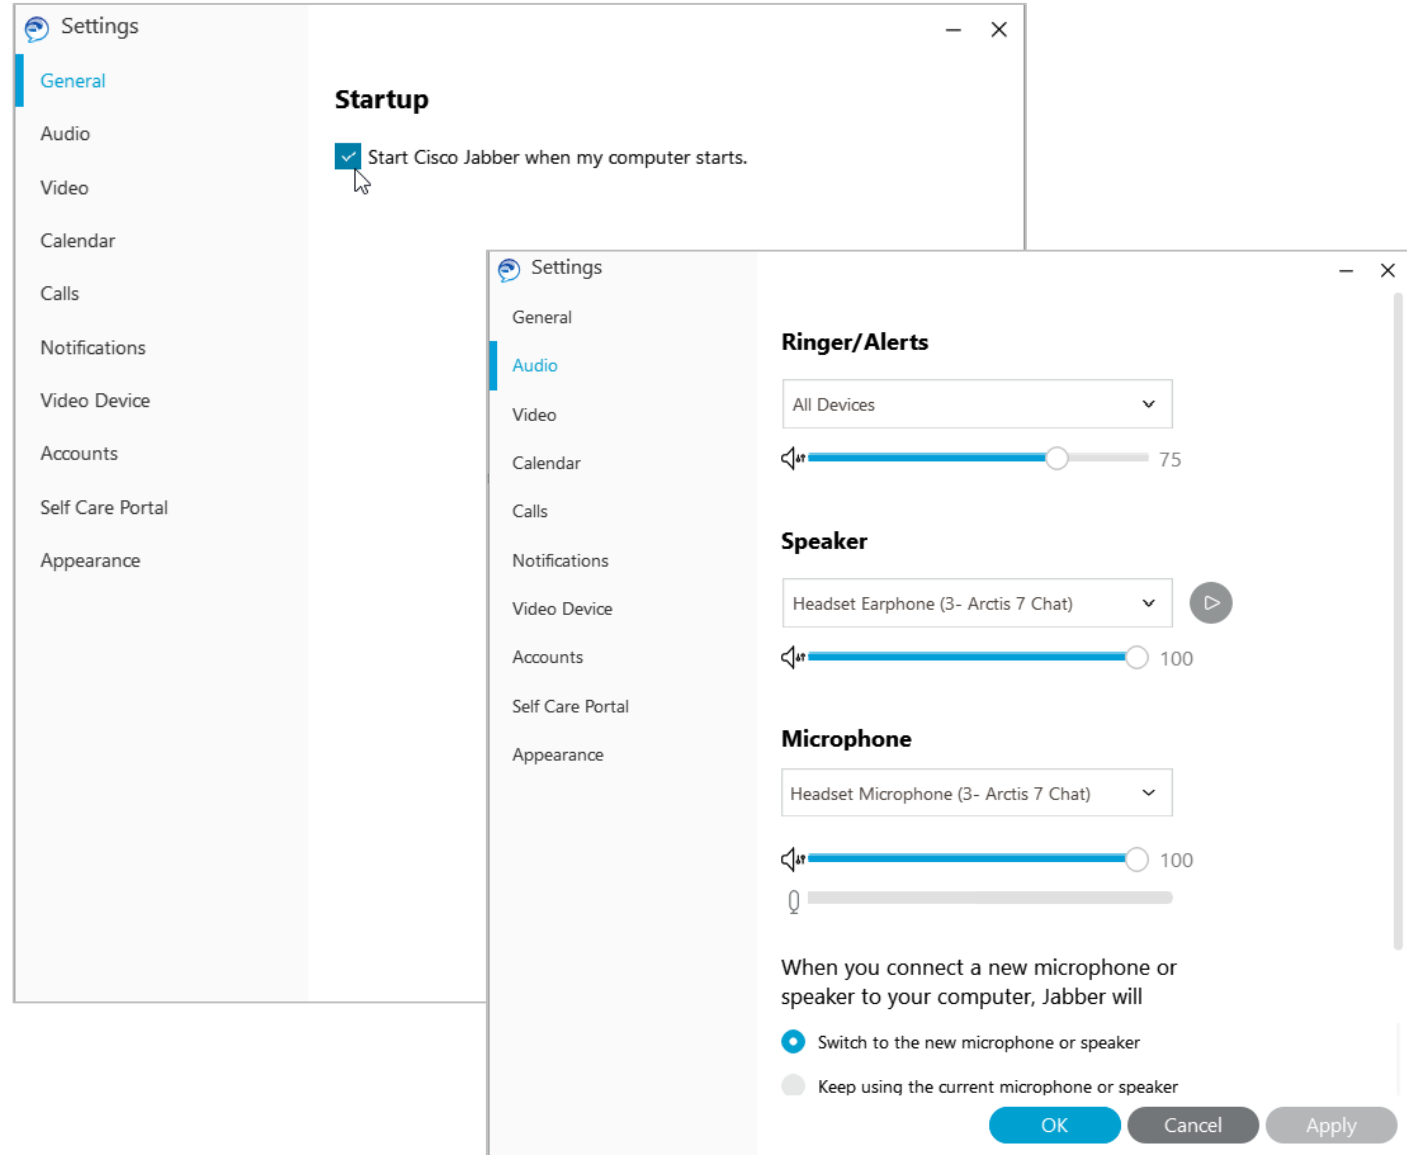 Settings
General
Audio
Video
Calendar
Calls
Notifications
Video Device
Accounts
Self Care Portal
Appearance
Startup
Start Cisco Jabber when my computer starts.
Settings
General
Audio
Video
Calendar
Calls
Notifications
Video Device
Accounts
Self Care Portal
Appearance
Ringer/Alerts
All Devices
75
Speaker
Headset Earphone (3- Arctis 7 Chat)
100
Microphone
Headset Microphone (3- Arctis 7 Chat)
100
When you connect a new microphone or
speaker to your computer, Jabber will
Switch to the new microphone or speaker
Keep using the current microphone or speaker
OK Cancel Apply